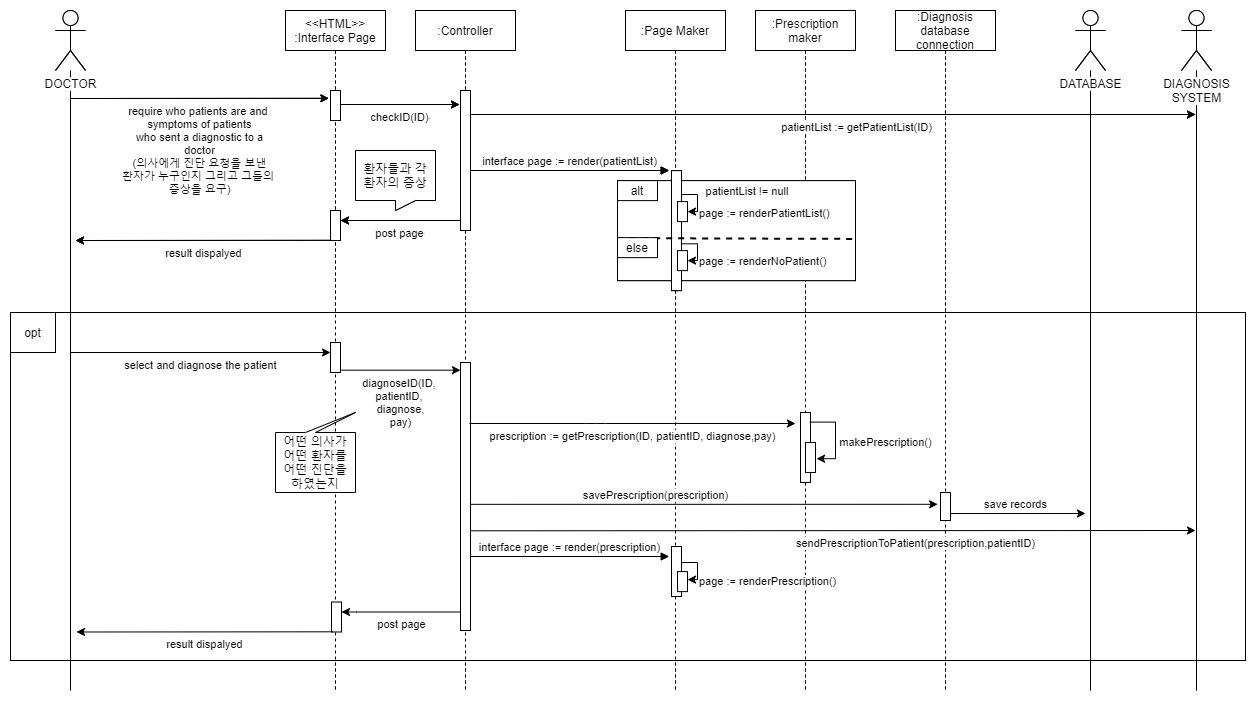 DOCTOR
<<HTML>>
:Interface Page
:Controller
:Page Maker
:Prescription
maker
:Diagnosis
database
connection
DATABASE
DIAGNOSIS
SYSTEM
require who patients are and
symptoms of patients
who sent a diagnostic to a
doctor
(의사에게 진단 요청을 보낸
환자가 누구인지 그리고 그들의
증상을 요구)
checkID(ID)
patientList := getPatientList(ID)
환자들과 각
환자의 증상
interface page := render(patientList)
alt
patientList != null
page := renderPatientList()
post page
result dispalyed
else
page := renderNoPatient()
opt
select and diagnose the patient
diagnoseID(ID,
patientID,
diagnose,
pay)
어떤 의사가
어떤 환자를
어떤 진단을
하였는지
prescription := getPrescription(ID, patientID, diagnose,pay)
makePrescription()
savePrescription(prescription)
save records
sendPrescriptionToPatient(prescription,patientID)
interface page := render(prescription)
page := renderPrescription()
post page
result dispalyed